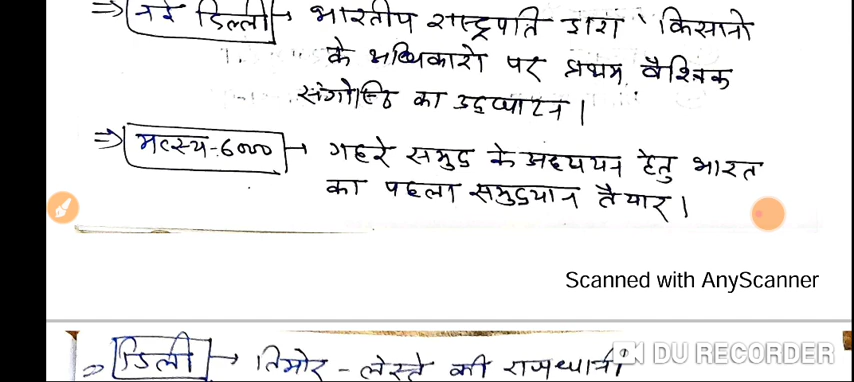 ⇒ नई दिल्ली → भारतीय राष्ट्रपति द्वारा 'किसानो
के अधिकारो पर प्रथम वैश्विक
संगोष्ठि का उद्घाटन।
⇒ मत्स्य-6000 → गहरे समुद्र के अध्ययन हेतु भारत
का पहला समुद्रयान तैयार।
Scanned with AnyScanner
⇒ डिली → तिमोर-लेस्ते की राजधानी।
DU RECORDER